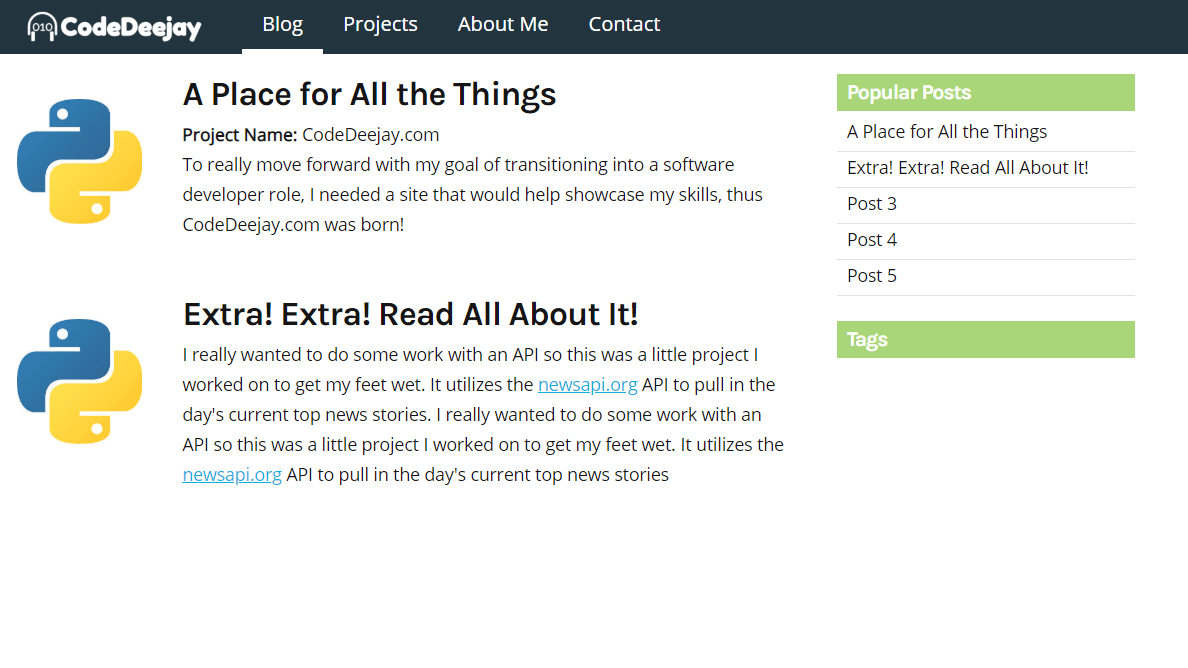 010 CodeDeejay
Blog
Projects
About Me
Contact
A Place for All the Things
Project Name: CodeDeejay.com
To really move forward with my goal of transitioning into a software
developer role, I needed a site that would help showcase my skills, thus
CodeDeejay.com was born!
Extra! Extra! Read All About It!
I really wanted to do some work with an API so this was a little project I
worked on to get my feet wet. It utilizes the newsapi.org API to pull in the
day's current top news stories. I really wanted to do some work with an
API so this was a little project I worked on to get my feet wet. It utilizes the
newsapi.org API to pull in the day's current top news stories
Popular Posts
A Place for All the Things
Extra! Extra! Read All About It!
Post 3
Post 4
Post 5
Tags